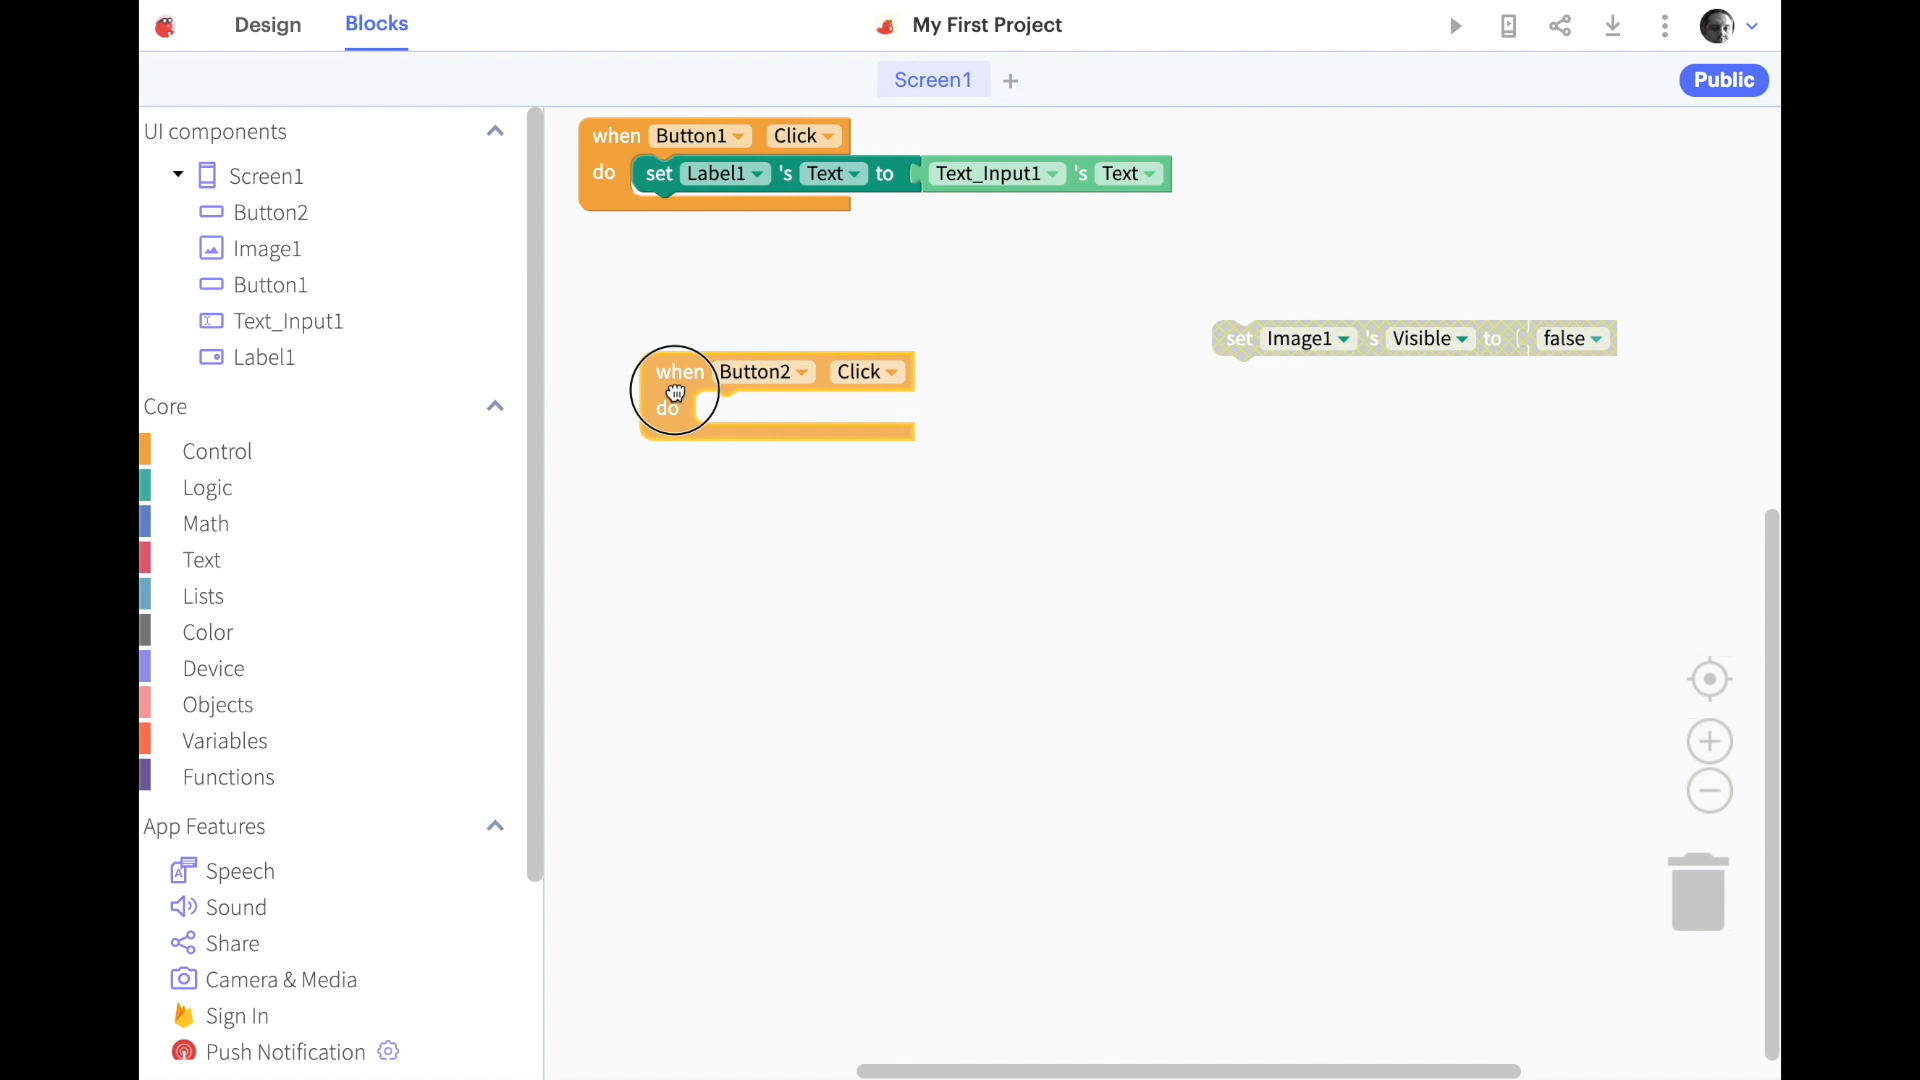 Design
Blocks
My First Project
Screen1
Public
UI components
Screen1
Button2
Image1
Button1
Text_Input1
Label1
Core
Control
Logic
Math
Text
Lists
Color
Device
Objects
Variables
Functions
App Features
Speech
Sound
Share
Camera & Media
Sign In
Push Notification
when Button1 Click
do set Label1 's Text to Text_Input1 's Text
set Image1 's Visible to false
when Button2 Click
do